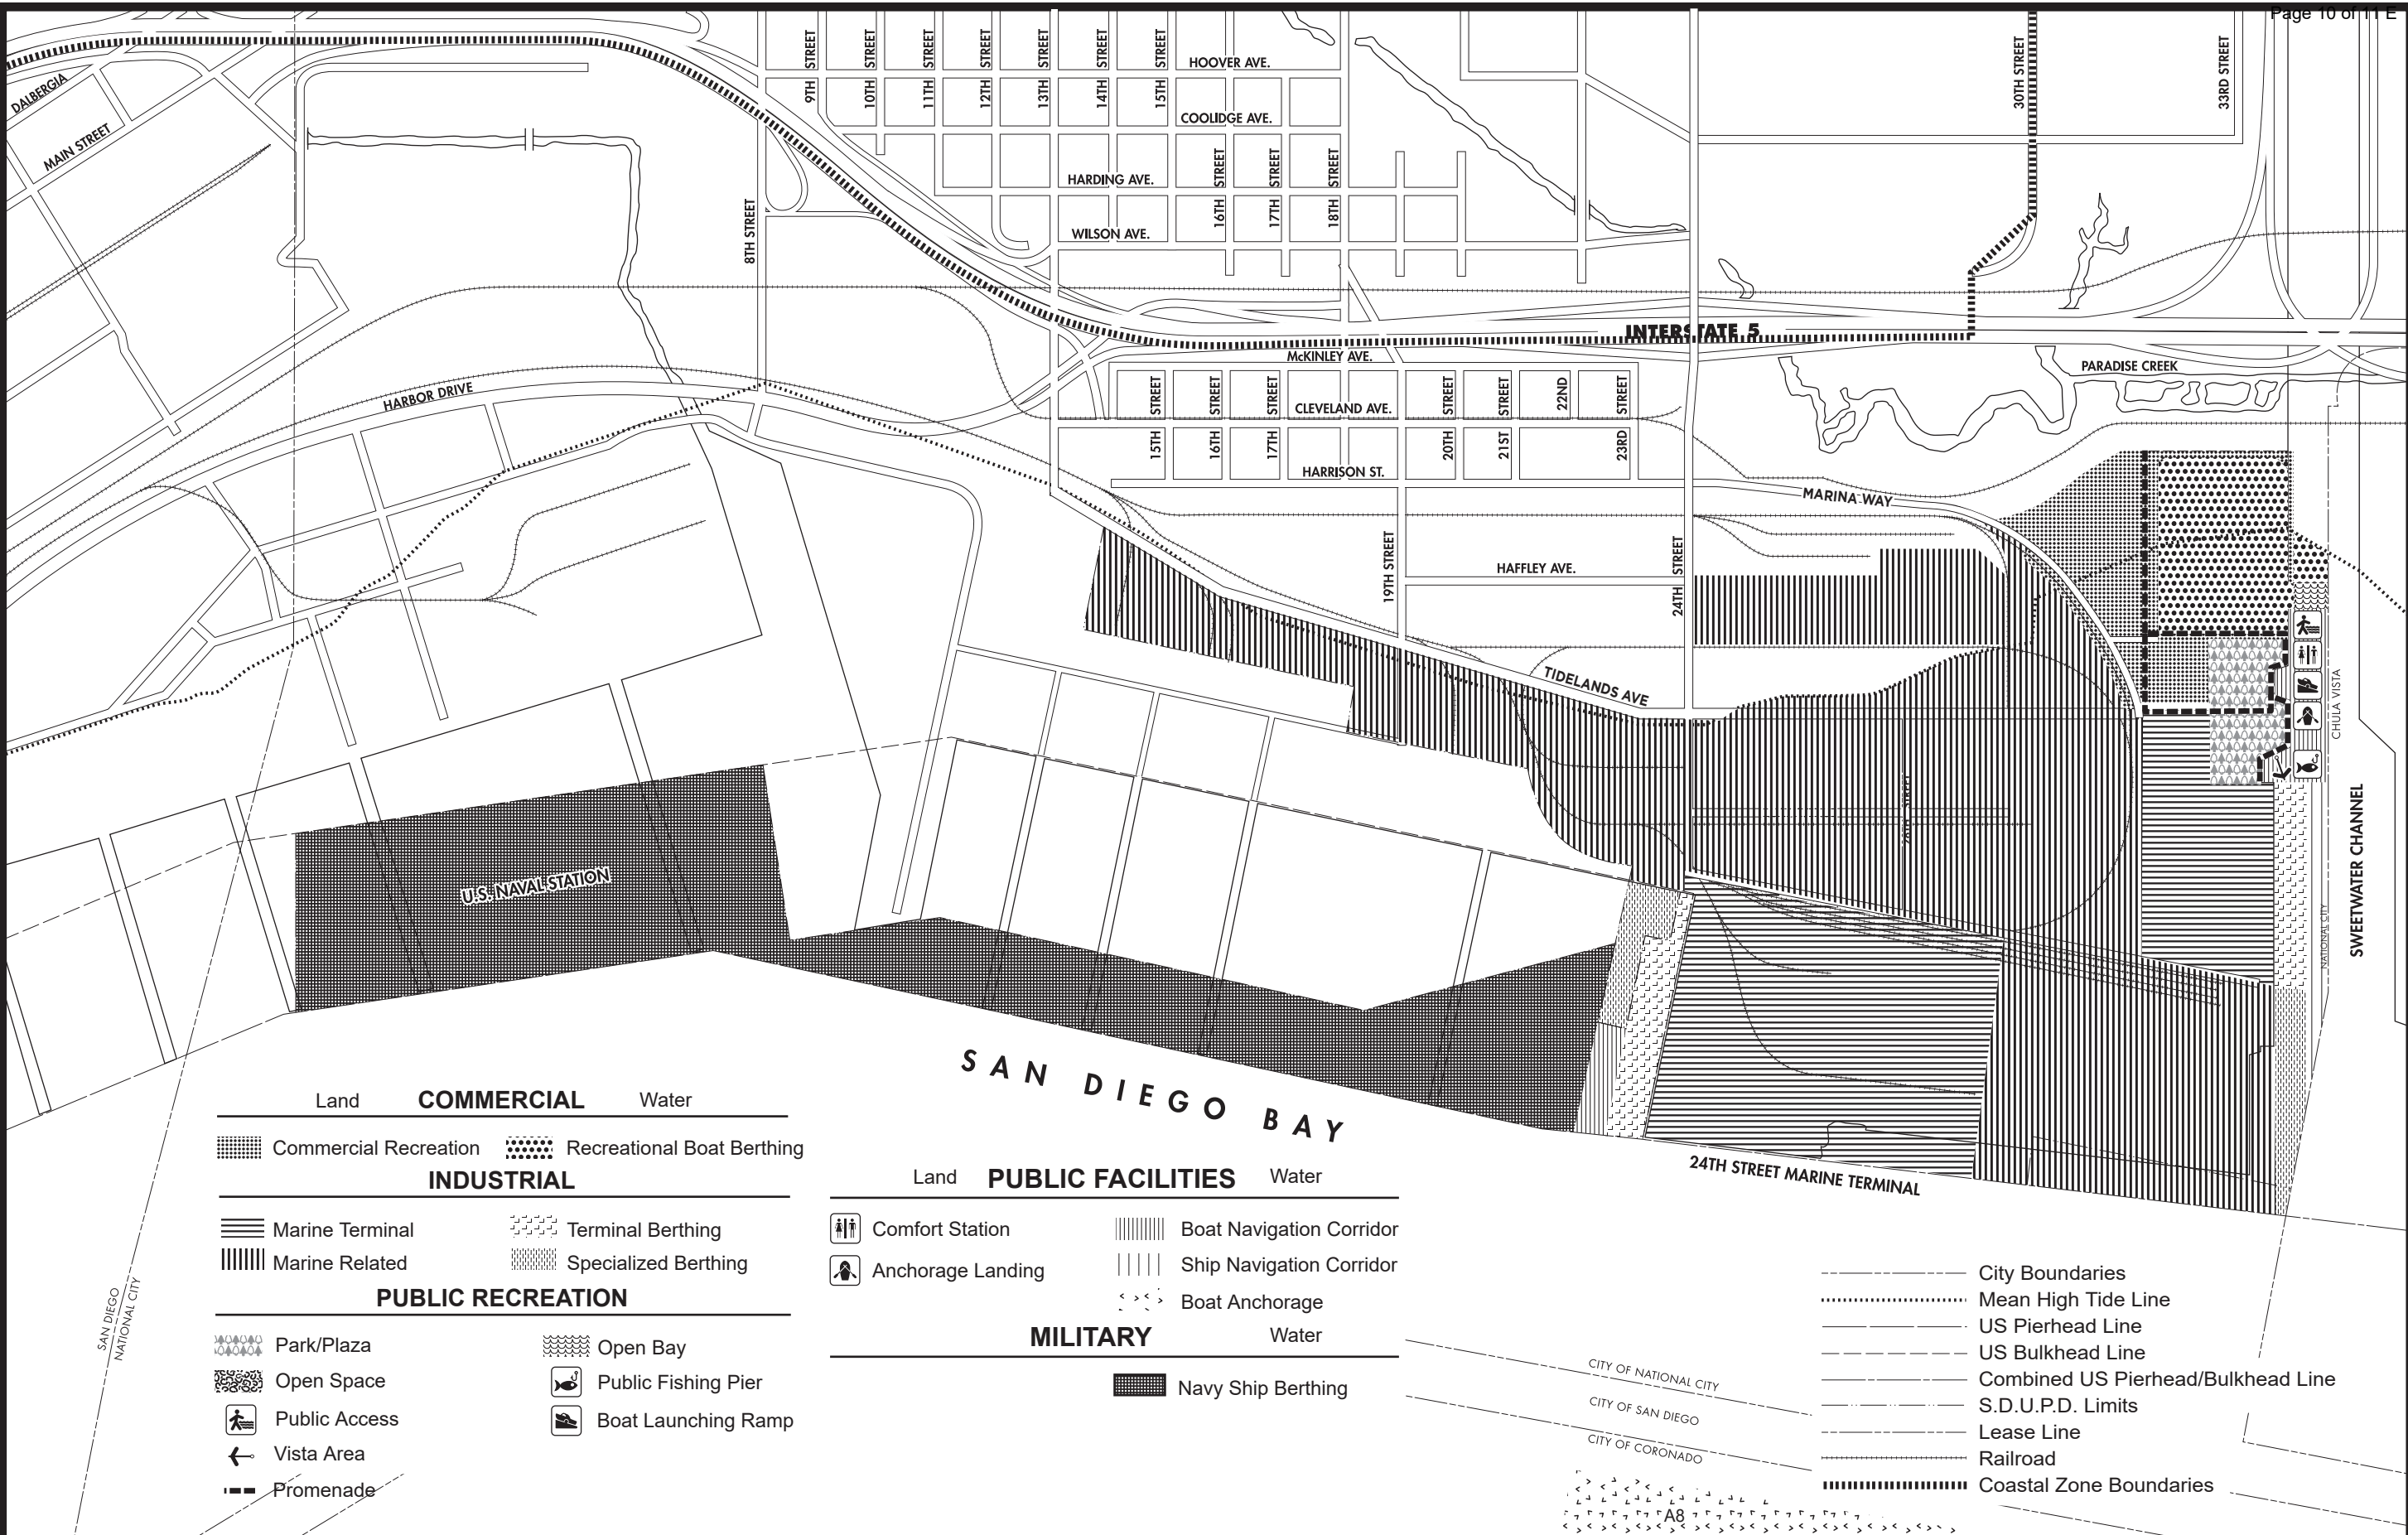 Page 10 of 11 E
DALBERGIA
MAIN STREET
9TH STREET
10TH STREET
11TH STREET
12TH STREET
13TH STREET
14TH STREET
15TH STREET
HOOVER AVE.
COOLIDGE AVE.
HARDING AVE.
WILSON AVE.
16TH STREET
17TH STREET
18TH STREET
8TH STREET
30TH STREET
33RD STREET
INTERSTATE 5
McKINLEY AVE.
PARADISE CREEK
HARBOR DRIVE
CLEVELAND AVE.
15TH STREET
16TH STREET
17TH STREET
20TH STREET
21ST STREET
22ND
23RD STREET
HARRISON ST.
MARINA WAY
19TH STREET
HAFFLEY AVE.
24TH STREET
TIDELANDS AVE
28TH STREET
CHULA VISTA
NATIONAL CITY
SWEETWATER CHANNEL
U.S. NAVAL STATION
SAN DIEGO BAY
24TH STREET MARINE TERMINAL
Land COMMERCIAL Water
Commercial Recreation Recreational Boat Berthing
INDUSTRIAL
Marine Terminal Terminal Berthing
Marine Related Specialized Berthing
PUBLIC RECREATION
Park/Plaza Open Bay
Open Space Public Fishing Pier
Public Access Boat Launching Ramp
Vista Area
Promenade
Land PUBLIC FACILITIES Water
Comfort Station Boat Navigation Corridor
Anchorage Landing Ship Navigation Corridor
Boat Anchorage
MILITARY Water
Navy Ship Berthing
SAN DIEGO
NATIONAL CITY
CITY OF NATIONAL CITY
CITY OF SAN DIEGO
CITY OF CORONADO
A8
City Boundaries
Mean High Tide Line
US Pierhead Line
US Bulkhead Line
Combined US Pierhead/Bulkhead Line
S.D.U.P.D. Limits
Lease Line
Railroad
Coastal Zone Boundaries